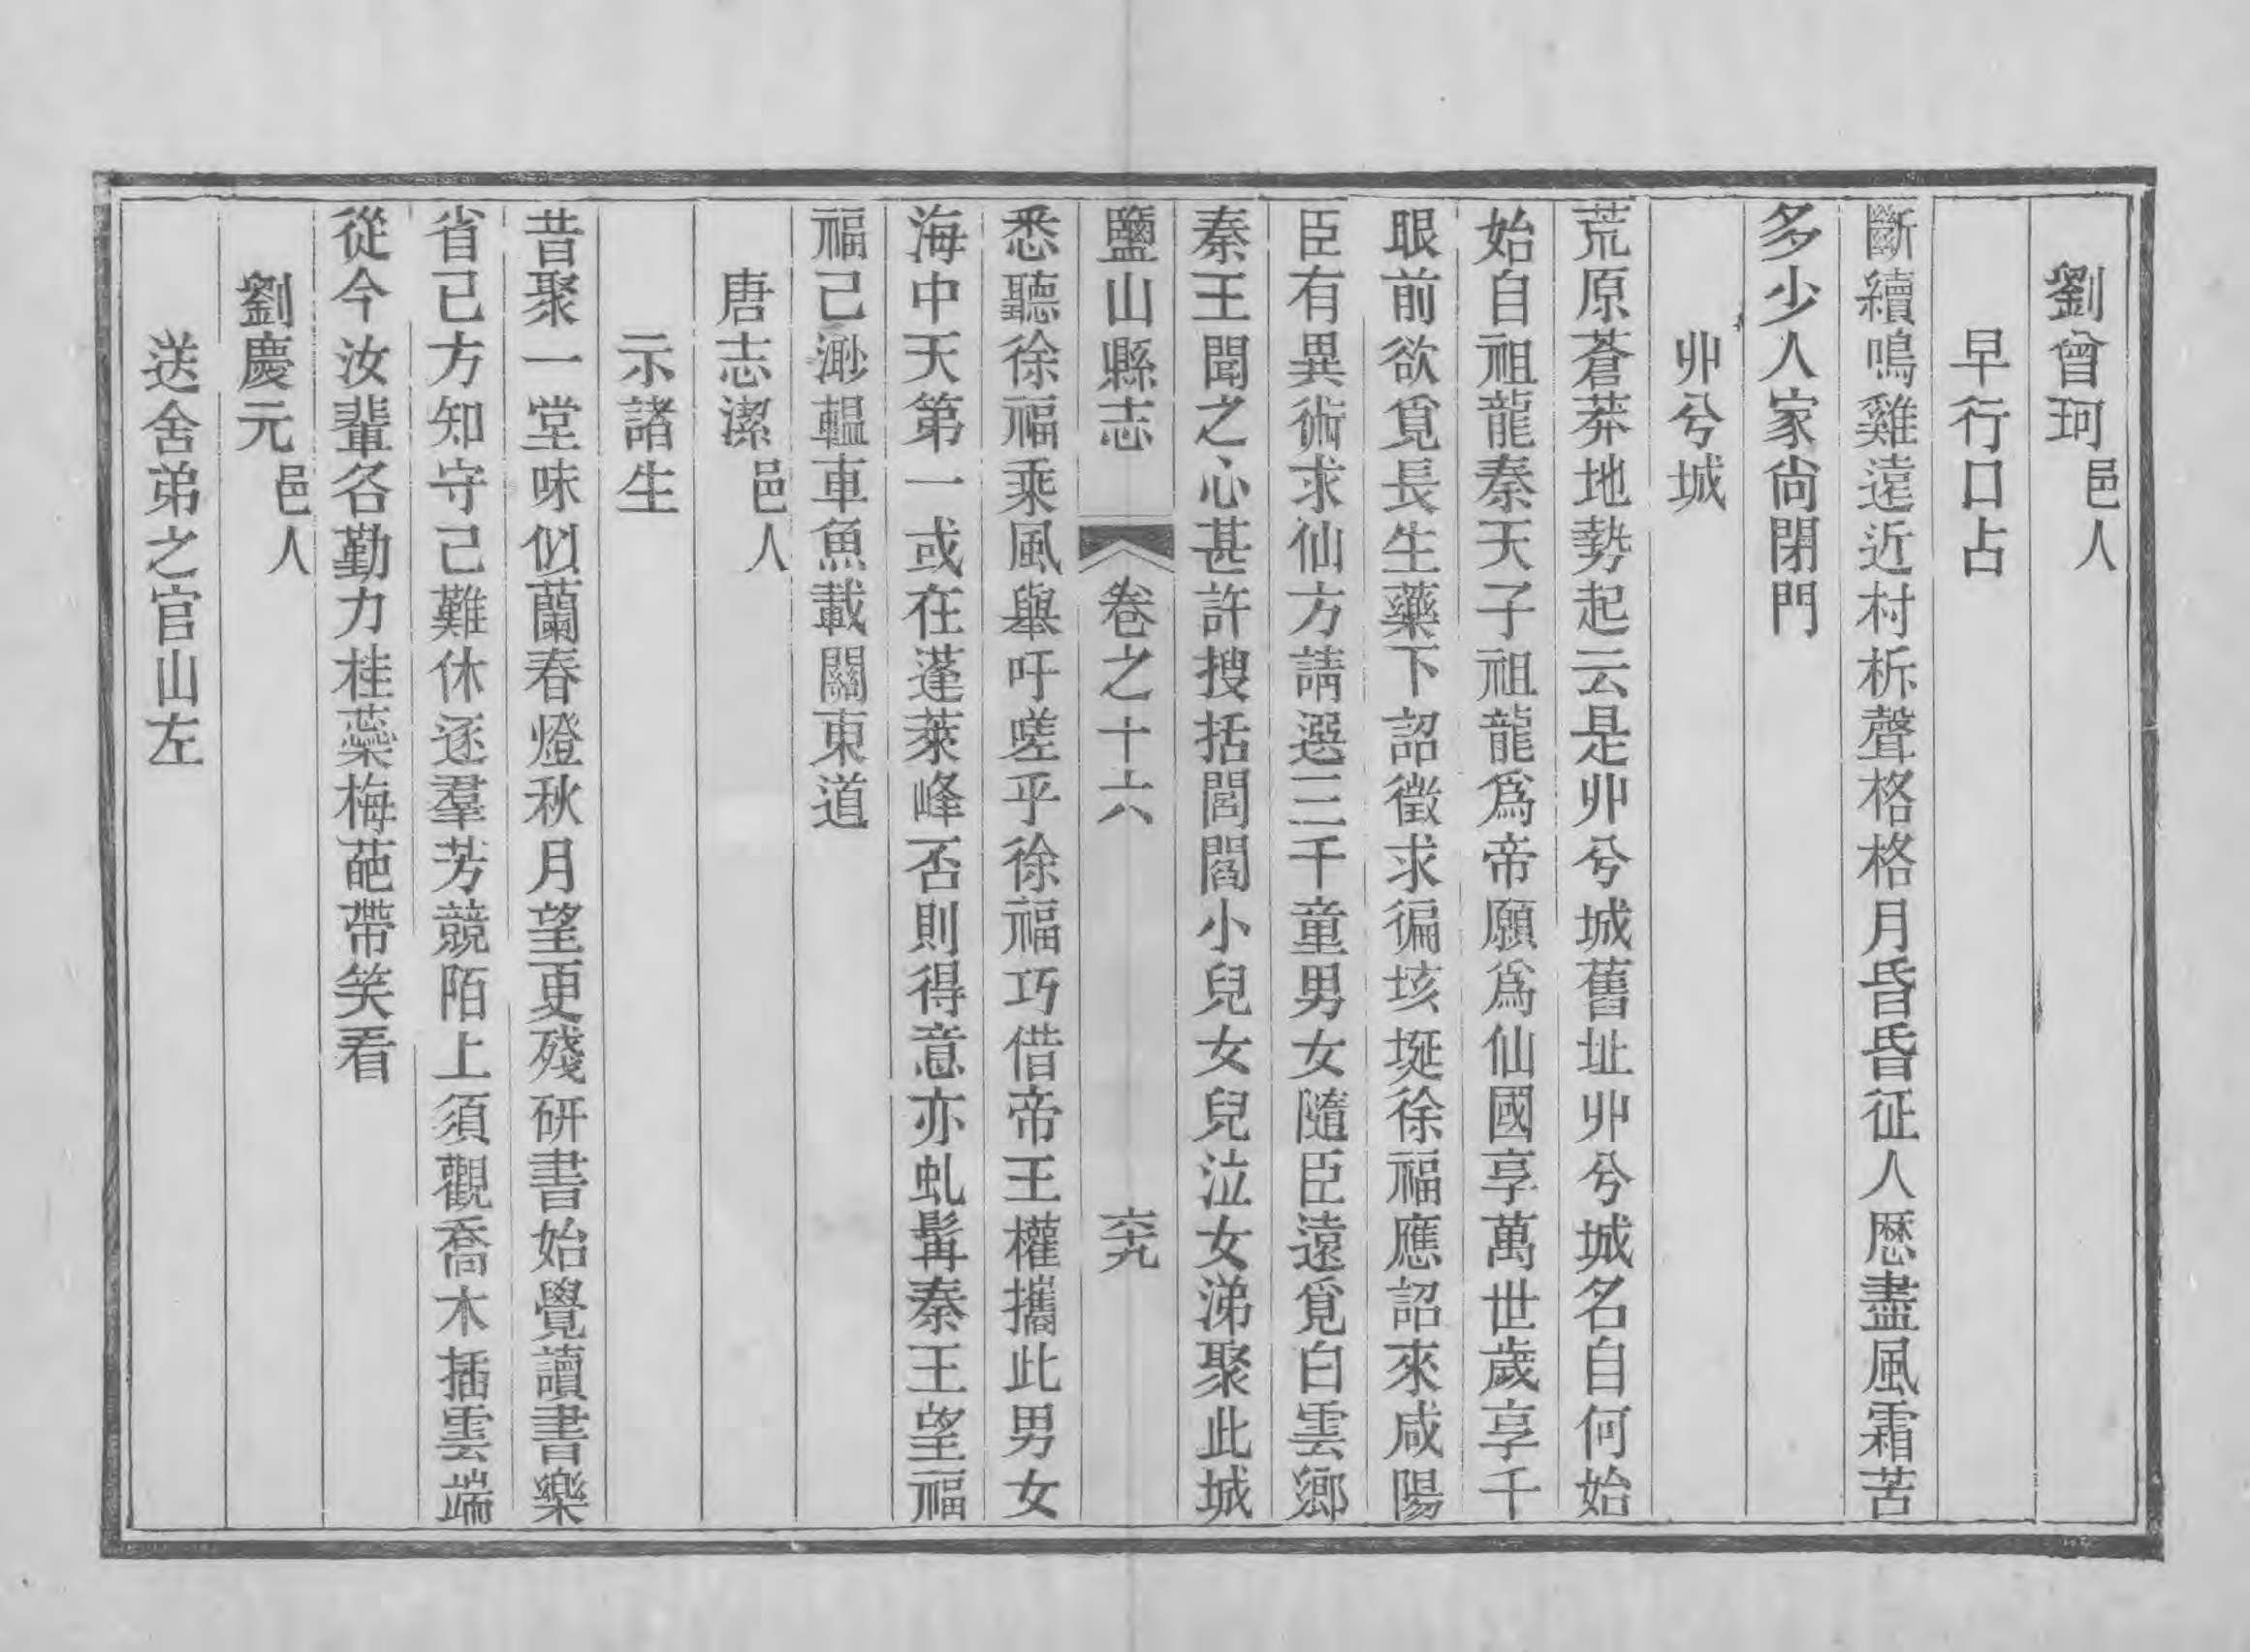 劉曾珂邑人
早行口占
斷續鳴雞遠近村柝聲格格月昏昏征人歷盡風霜苦
多少人家尚閉門
丱兮城
荒原蒼莽地勢起云是丱兮城舊址丱兮城名自何始
始自祖龍秦天子祖龍爲帝願爲仙國享萬世歲享千
眼前欲覓長生藥下詔徵求徧垓埏徐福應詔來咸陽
臣有異術求仙方請選三千童男女隨臣遠覓白雲鄉
秦王聞之心甚許搜括閭閻小兒女兒泣女涕聚此城
鹽山縣志
卷之十六
六九
悉聽徐福乘風舉吁嗟乎徐福巧借帝王權攜此男女
海中天第一或在蓬萊峰否則得意亦虬髯秦王望福
福已渺轀車魚載關東道
唐志潔邑人
示諸生
昔聚一堂味似蘭春燈秋月望更殘研書始覺讀書樂
省己方知守己難休逐羣芳競陌上須觀喬木插雲端
從今汝輩各勤力桂蘂梅葩帶笑看
劉慶元邑人
送舍弟之官山左